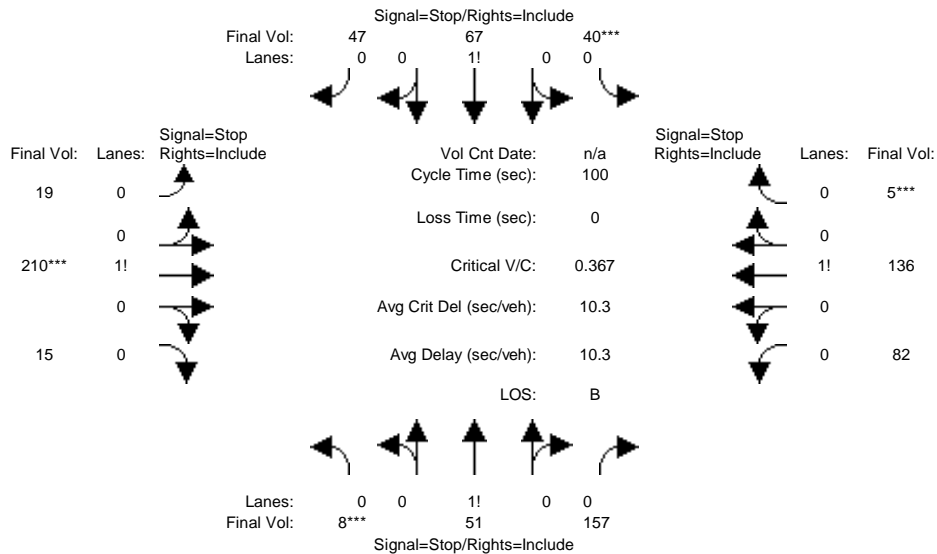 Signal=Stop/Rights=Include
Final Vol: 47 67 40***
Lanes: 0 0 1! 0 0
Signal=Stop Signal=Stop
Final Vol: Lanes: Rights=Include Vol Cnt Date: n/a Rights=Include Lanes: Final Vol:
Cycle Time (sec): 100
19 0 0 5***
Loss Time (sec): 0
0 0
210*** 1! Critical V/C: 0.367 1! 136
0 Avg Crit Del (sec/veh): 10.3 0
15 0 Avg Delay (sec/veh): 10.3 0 82
LOS: B
Lanes: 0 0 1! 0 0
Final Vol: 8*** 51 157
Signal=Stop/Rights=Include